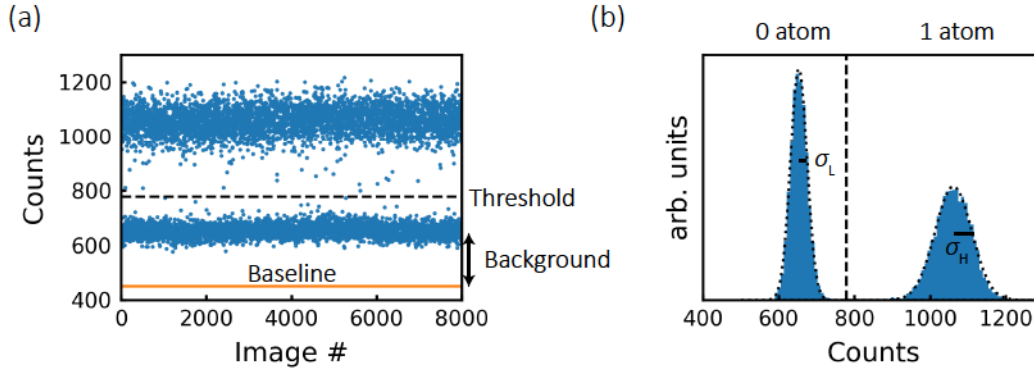 (a)
Counts
1200
1000
800
600
400
Threshold
Background
Baseline
0
2000
4000
6000
8000
Image #
(b)
0 atom
1 atom
arb. units
σL
σH
400
600
800
1000
1200
Counts